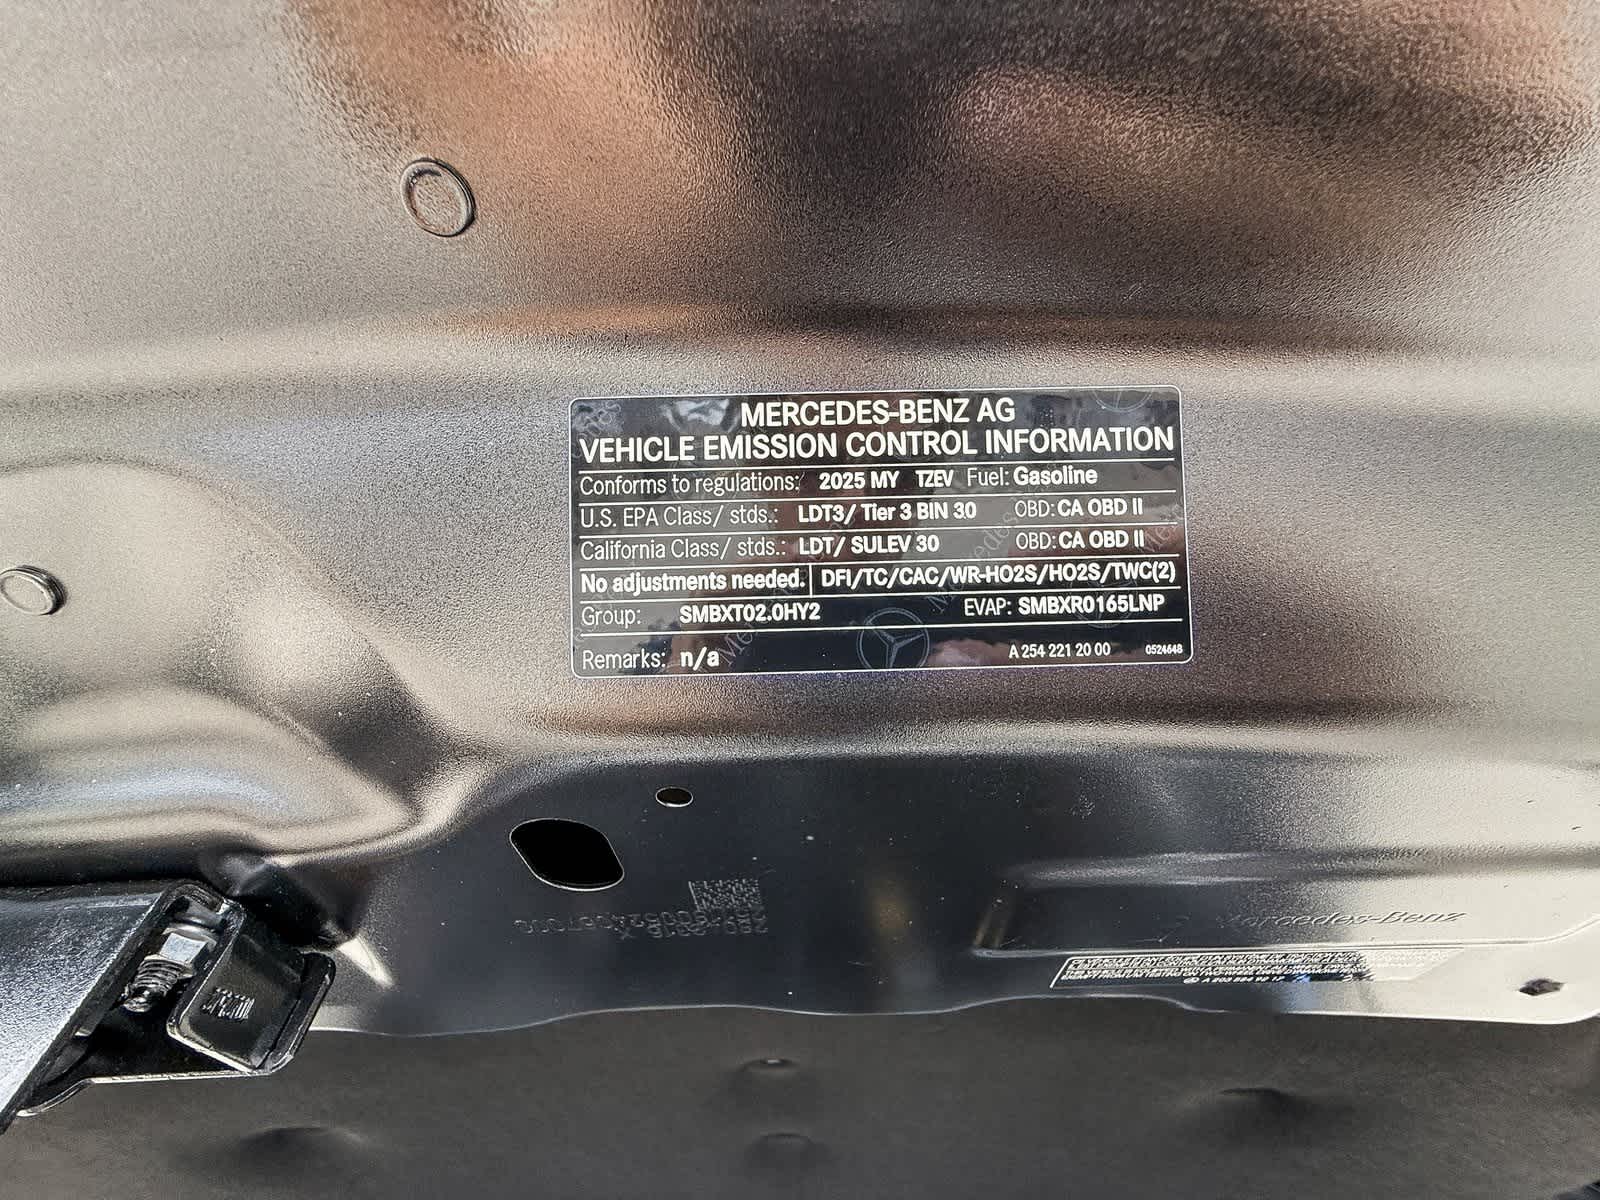 MERCEDES-BENZ AG
VEHICLE EMISSION CONTROL INFORMATION
Conforms to regulations: 2025 MY TZEV Fuel: Gasoline
U.S. EPA Class/ stds.: LDT3/ Tier 3 BIN 30 OBD: CA OBD II
California Class/ stds.: LDT/ SULEV 30 OBD: CA OBD II
No adjustments needed. DFI/TC/CAC/WR-HO2S/HO2S/TWC(2)
Group: SMBXT02.0HY2 EVAP: SMBXR0165LNP
Remarks: n/a A 254 221 20 00 0524648
Mercedes-Benz